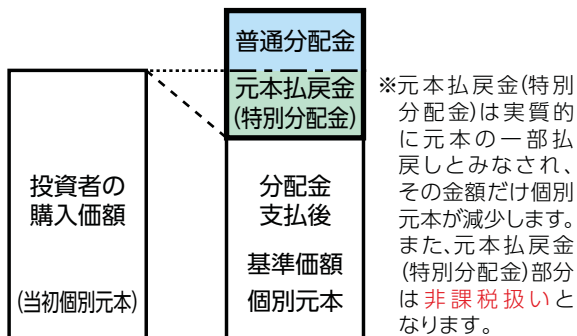 普通分配金
元本払戻金
(特別分配金)
投資者の
購入価額
(当初個別元本)
分配金
支払後
基準価額
個別元本
※元本払戻金(特別
分配金)は実質的
に元本の一部払
戻しとみなされ、
その金額だけ個別
元本が減少します。
また、元本払戻金
(特別分配金)部分
は非課税扱いと
なります。